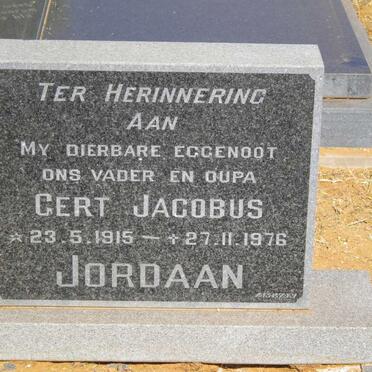 TER HERINNERING
AAN
MY DIERBARE EGGENOOT
ONS VADER EN OUPA
GERT JACOBUS
☆ 23.5.1915 — ✝ 27.11.1976
JORDAAN